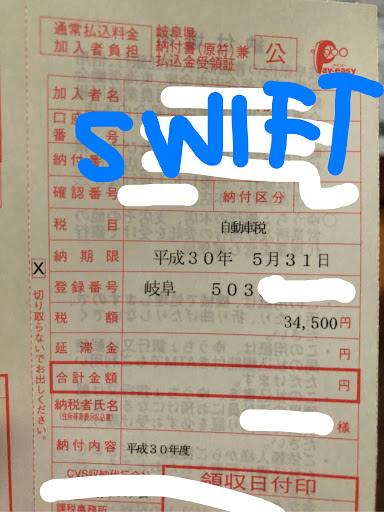 通常払込料金
加入者負担
岐阜県
納付書(原符)兼
払込金受領証
公
Pay-easy
加入者名
SWIFT
口座
番号
納付番
確認番号
納付区分
税目 自動車税
納期限 平成30年 5月31日
登録番号 岐阜 503
税額 34,500円
延滞金 円
合計金額 円
納税者氏名 様
納付内容 平成30年度
領収日付印
課税事務所
X
切り取らないでお出しください。